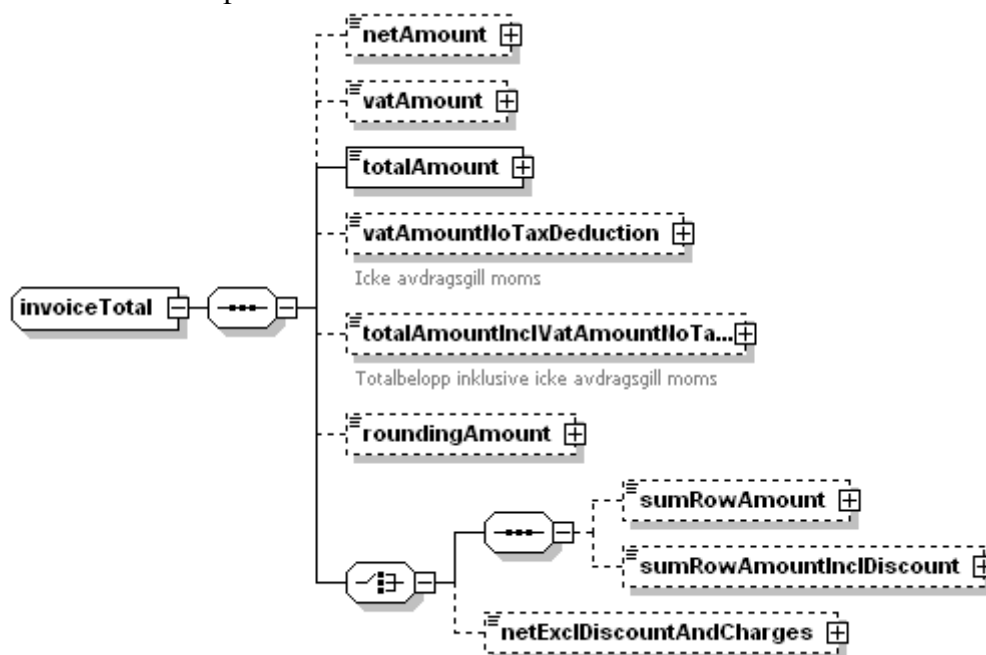 netAmount
vatAmount
totalAmount
vatAmountNoTaxDeduction
Icke avdragsgill moms
invoiceTotal
totalAmountInclVatAmountNoTa...
Totalbelopp inklusive icke avdragsgill moms
roundingAmount
sumRowAmount
sumRowAmountInclDiscount
netExclDiscountAndCharges